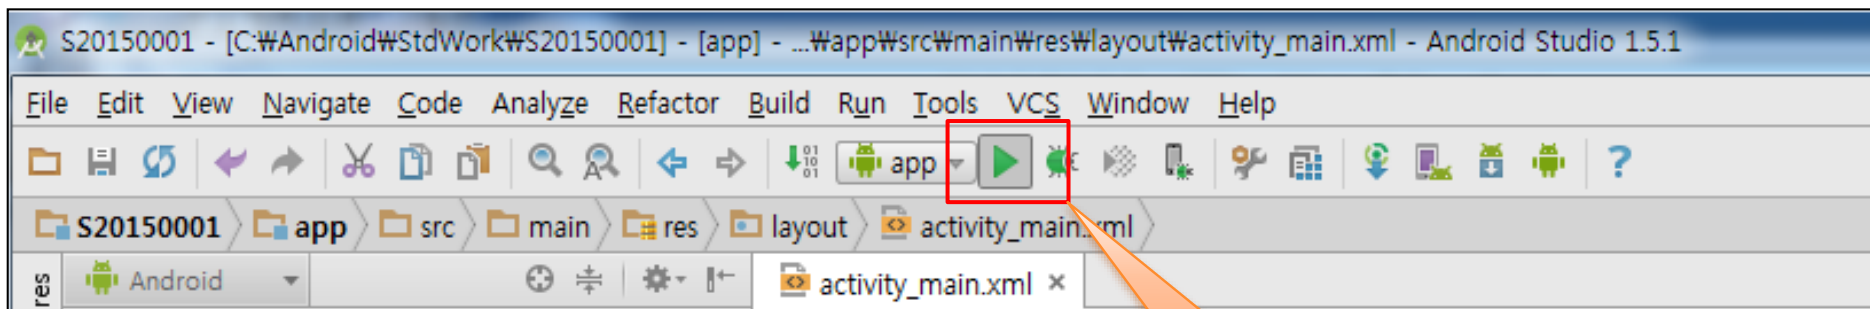 S20150001 - [C:₩Android₩StdWork₩S20150001] - [app] - ...₩app₩src₩main₩res₩layout₩activity_main.xml - Android Studio 1.5.1
File Edit View Navigate Code Analyze Refactor Build Run Tools VCS Window Help
app ?
S20150001 app src main res layout activity_main.xml
res Android activity_main.xml ×